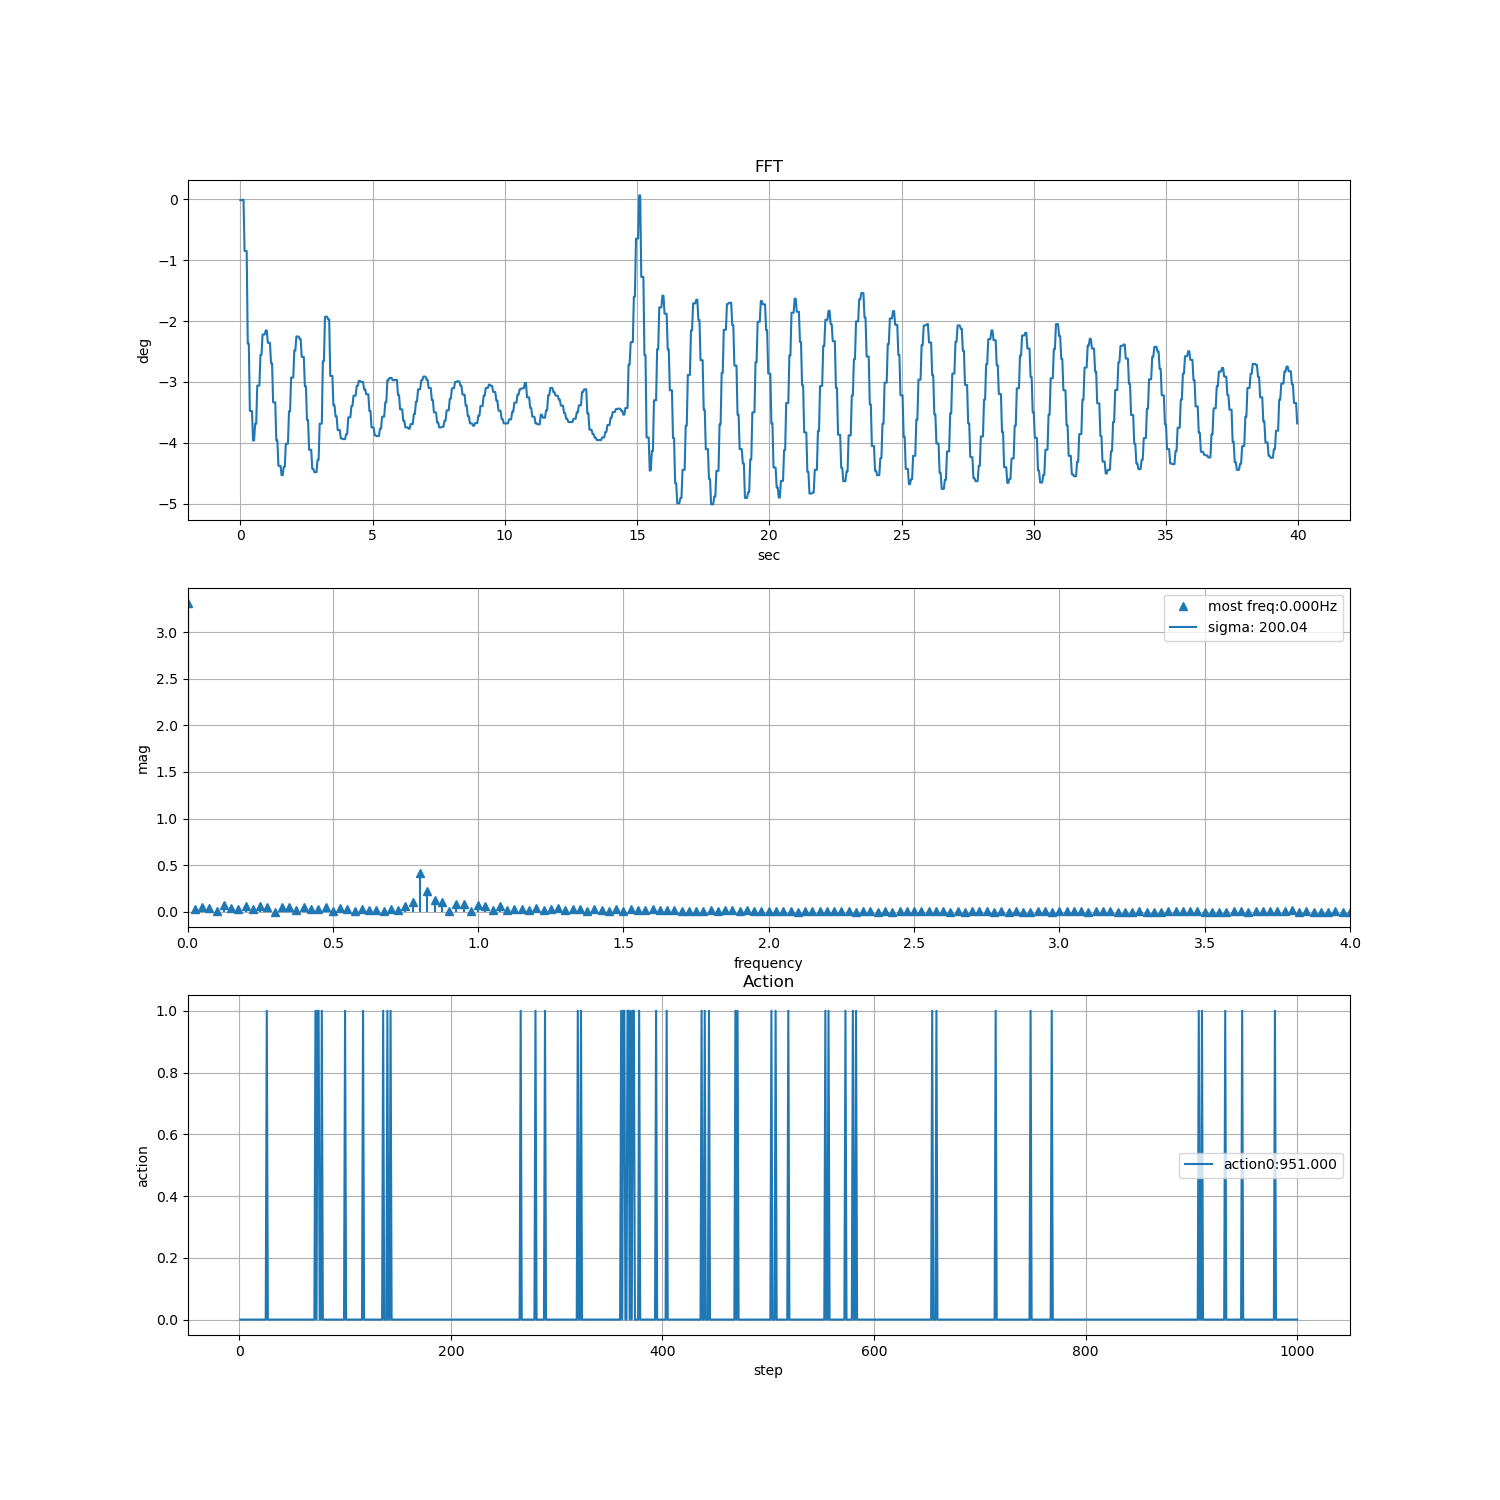 FFT
0
−1
−2
−3
−4
−5
deg
0 5 10 15 20 25 30 35 40
sec
most freq:0.000Hz
sigma: 200.04
3.0
2.5
2.0
1.5
1.0
0.5
0.0
mag
0.0 0.5 1.0 1.5 2.0 2.5 3.0 3.5 4.0
frequency
Action
1.0
0.8
0.6
0.4
0.2
0.0
action
action0:951.000
0 200 400 600 800 1000
step